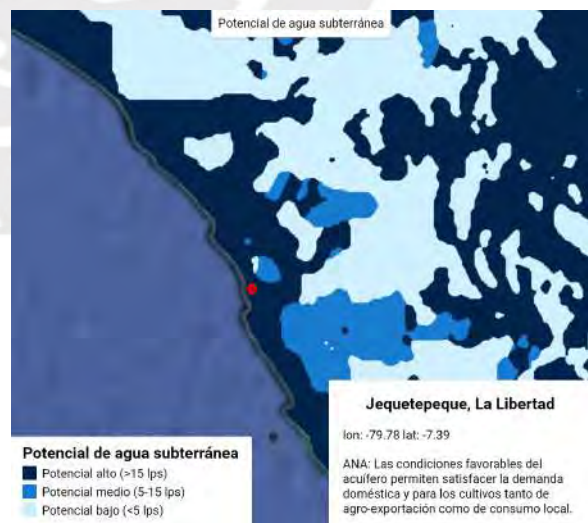 Potencial de agua subterránea
Jequetepeque, La Libertad
lon: -79.78 lat: -7.39
ANA: Las condiciones favorables del
acuífero permiten satisfacer la demanda
doméstica y para los cultivos tanto de
agro-exportación como de consumo local.
Potencial de agua subterránea
Potencial alto (>15 lps)
Potencial medio (5-15 lps)
Potencial bajo (<5 lps)